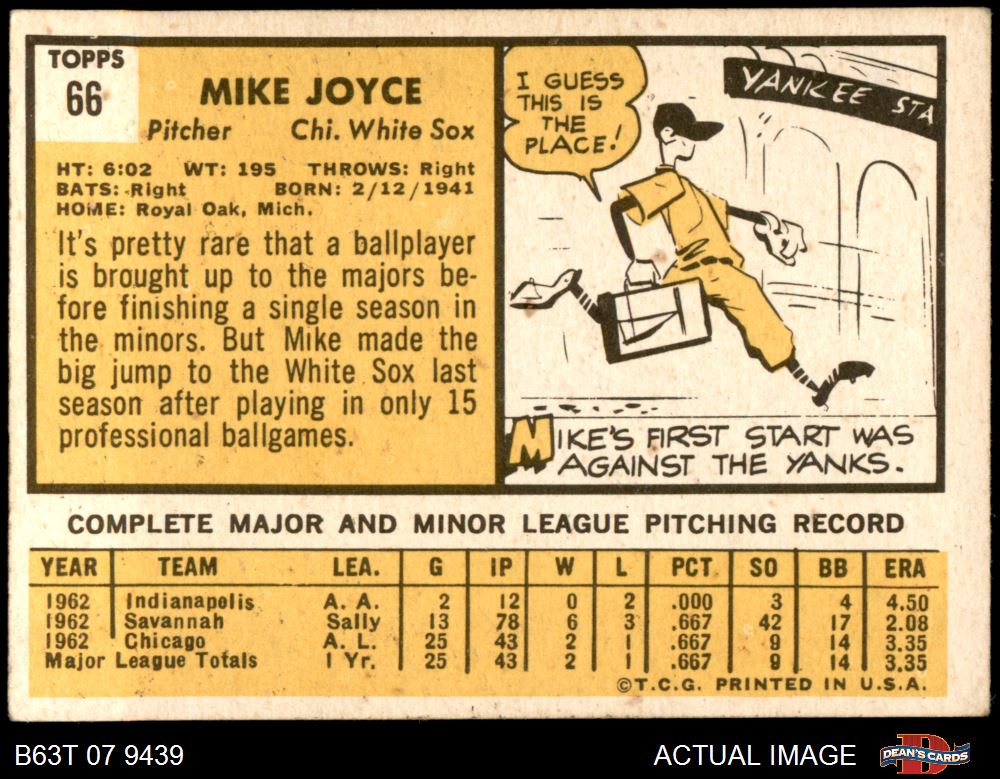 TOPPS
66
MIKE JOYCE
Pitcher Chi. White Sox
HT: 6:02 WT: 195 THROWS: Right
BATS: Right BORN: 2/12/1941
HOME: Royal Oak, Mich.
It's pretty rare that a ballplayer
is brought up to the majors be-
fore finishing a single season in
the minors. But Mike made the
big jump to the White Sox last
season after playing in only 15
professional ballgames.
I GUESS
THIS IS
THE
PLACE!
YANKEE STA
MIKE'S FIRST START WAS
AGAINST THE YANKS.
COMPLETE MAJOR AND MINOR LEAGUE PITCHING RECORD
YEAR TEAM LEA. G IP W L PCT SO BB ERA
1962 Indianapolis A. A. 2 12 0 2 .000 3 4 4.50
1962 Savannah Sally 13 78 6 3 .667 42 17 2.08
1962 Chicago A. L. 25 43 2 1 .667 9 14 3.35
Major League Totals 1 Yr. 25 43 2 1 .667 9 14 3.35
©T.C.G. PRINTED IN U.S.A.
B63T 07 9439 ACTUAL IMAGE DEAN'S CARDS